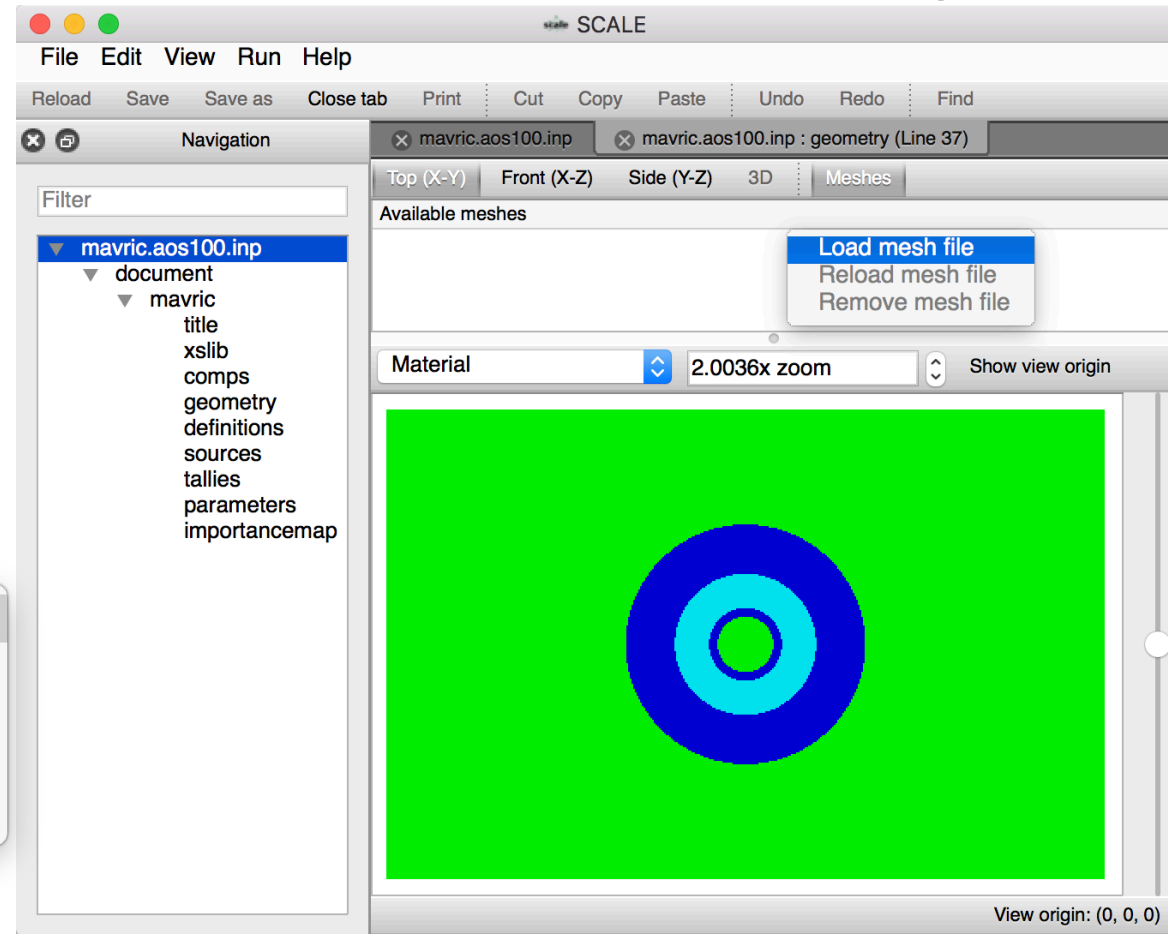 scale SCALE
File Edit View Run Help
Reload Save Save as Close tab Print Cut Copy Paste Undo Redo Find
Navigation
mavric.aos100.inp
mavric.aos100.inp : geometry (Line 37)
Top (X-Y) Front (X-Z) Side (Y-Z) 3D Meshes
Filter
Available meshes
mavric.aos100.inp
document
mavric
title
xslib
comps
geometry
definitions
sources
tallies
parameters
importancemap
Load mesh file
Reload mesh file
Remove mesh file
Material 2.0036x zoom Show view origin
View origin: (0, 0, 0)